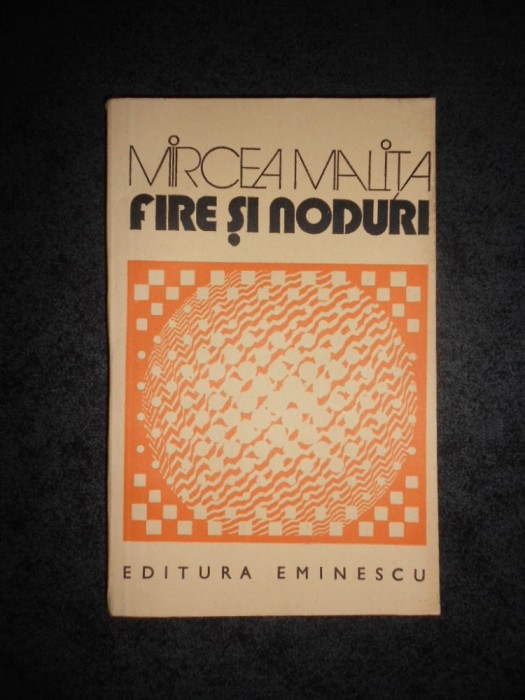 MiRCEA MALiȚA
FIRE ȘI NODURI
EDITURA EMINESCU